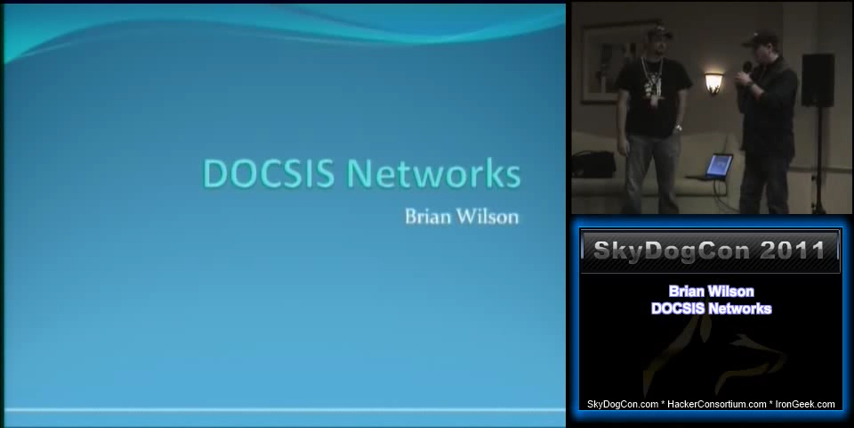 DOCSIS Networks
Brian Wilson
SkyDogCon 2011
Brian Wilson
DOCSIS Networks
SkyDogCon.com * HackerConsortium.com * IronGeek.com